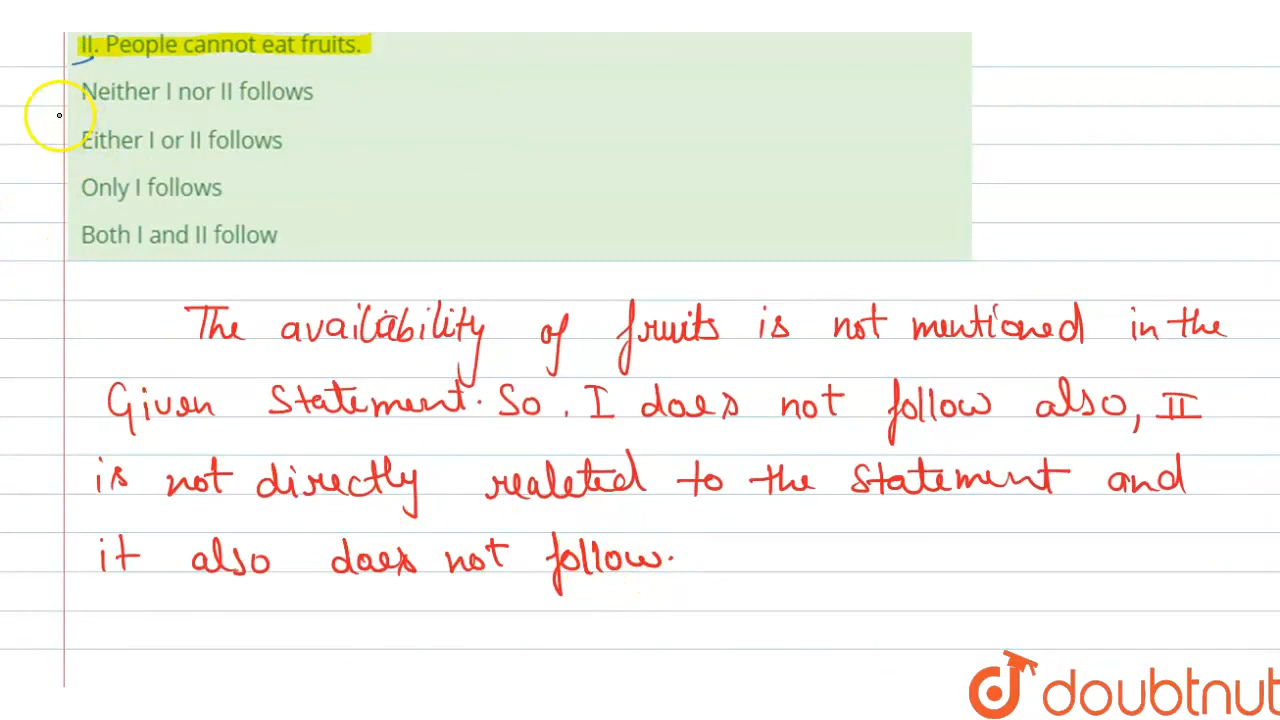 II. People cannot eat fruits.
Neither I nor II follows
Either I or II follows
Only I follows
Both I and II follow
The availability of fruits is not mentioned in the
Given Statement. So. I does not follow also, II
is not directly realeted to the statement and
it also does not follow.
doubtnut